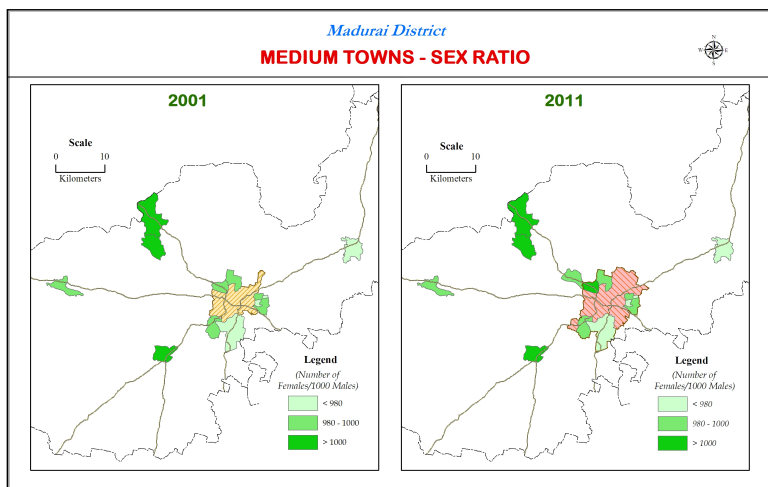 Madurai District
MEDIUM TOWNS - SEX RATIO
N
W E
S
2001
Scale
0 10
Kilometers
Legend
(Number of
Females/1000 Males)
< 980
980 - 1000
> 1000
2011
Scale
0 10
Kilometers
Legend
(Number of
Females/1000 Males)
< 980
980 - 1000
> 1000